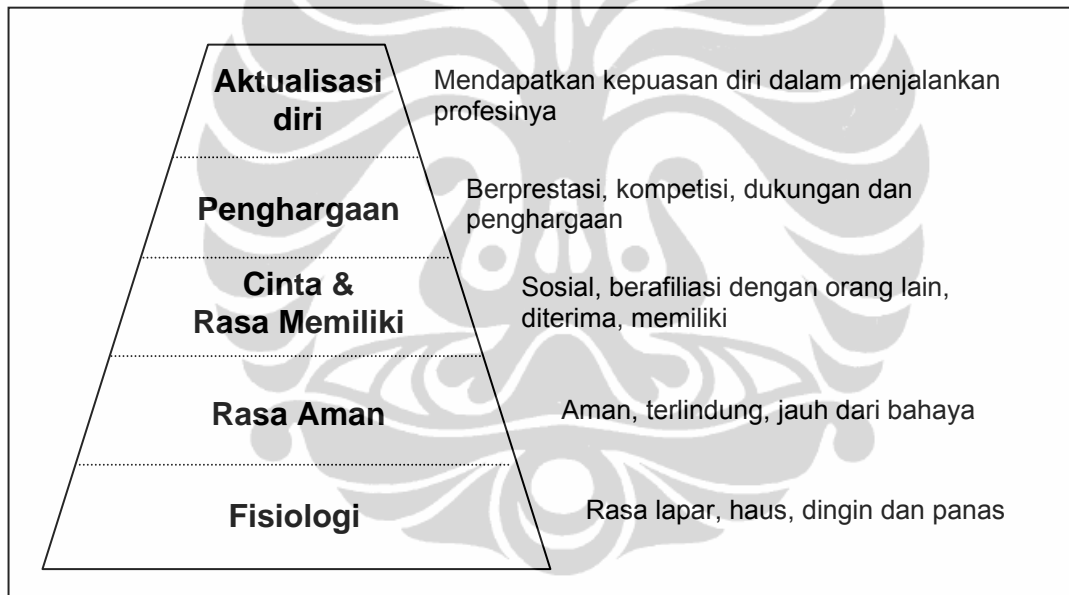 Aktualisasi
diri
Mendapatkan kepuasan diri dalam menjalankan
profesinya
Penghargaan
Berprestasi, kompetisi, dukungan dan
penghargaan
Cinta &
Rasa Memiliki
Sosial, berafiliasi dengan orang lain,
diterima, memiliki
Rasa Aman
Aman, terlindung, jauh dari bahaya
Fisiologi
Rasa lapar, haus, dingin dan panas